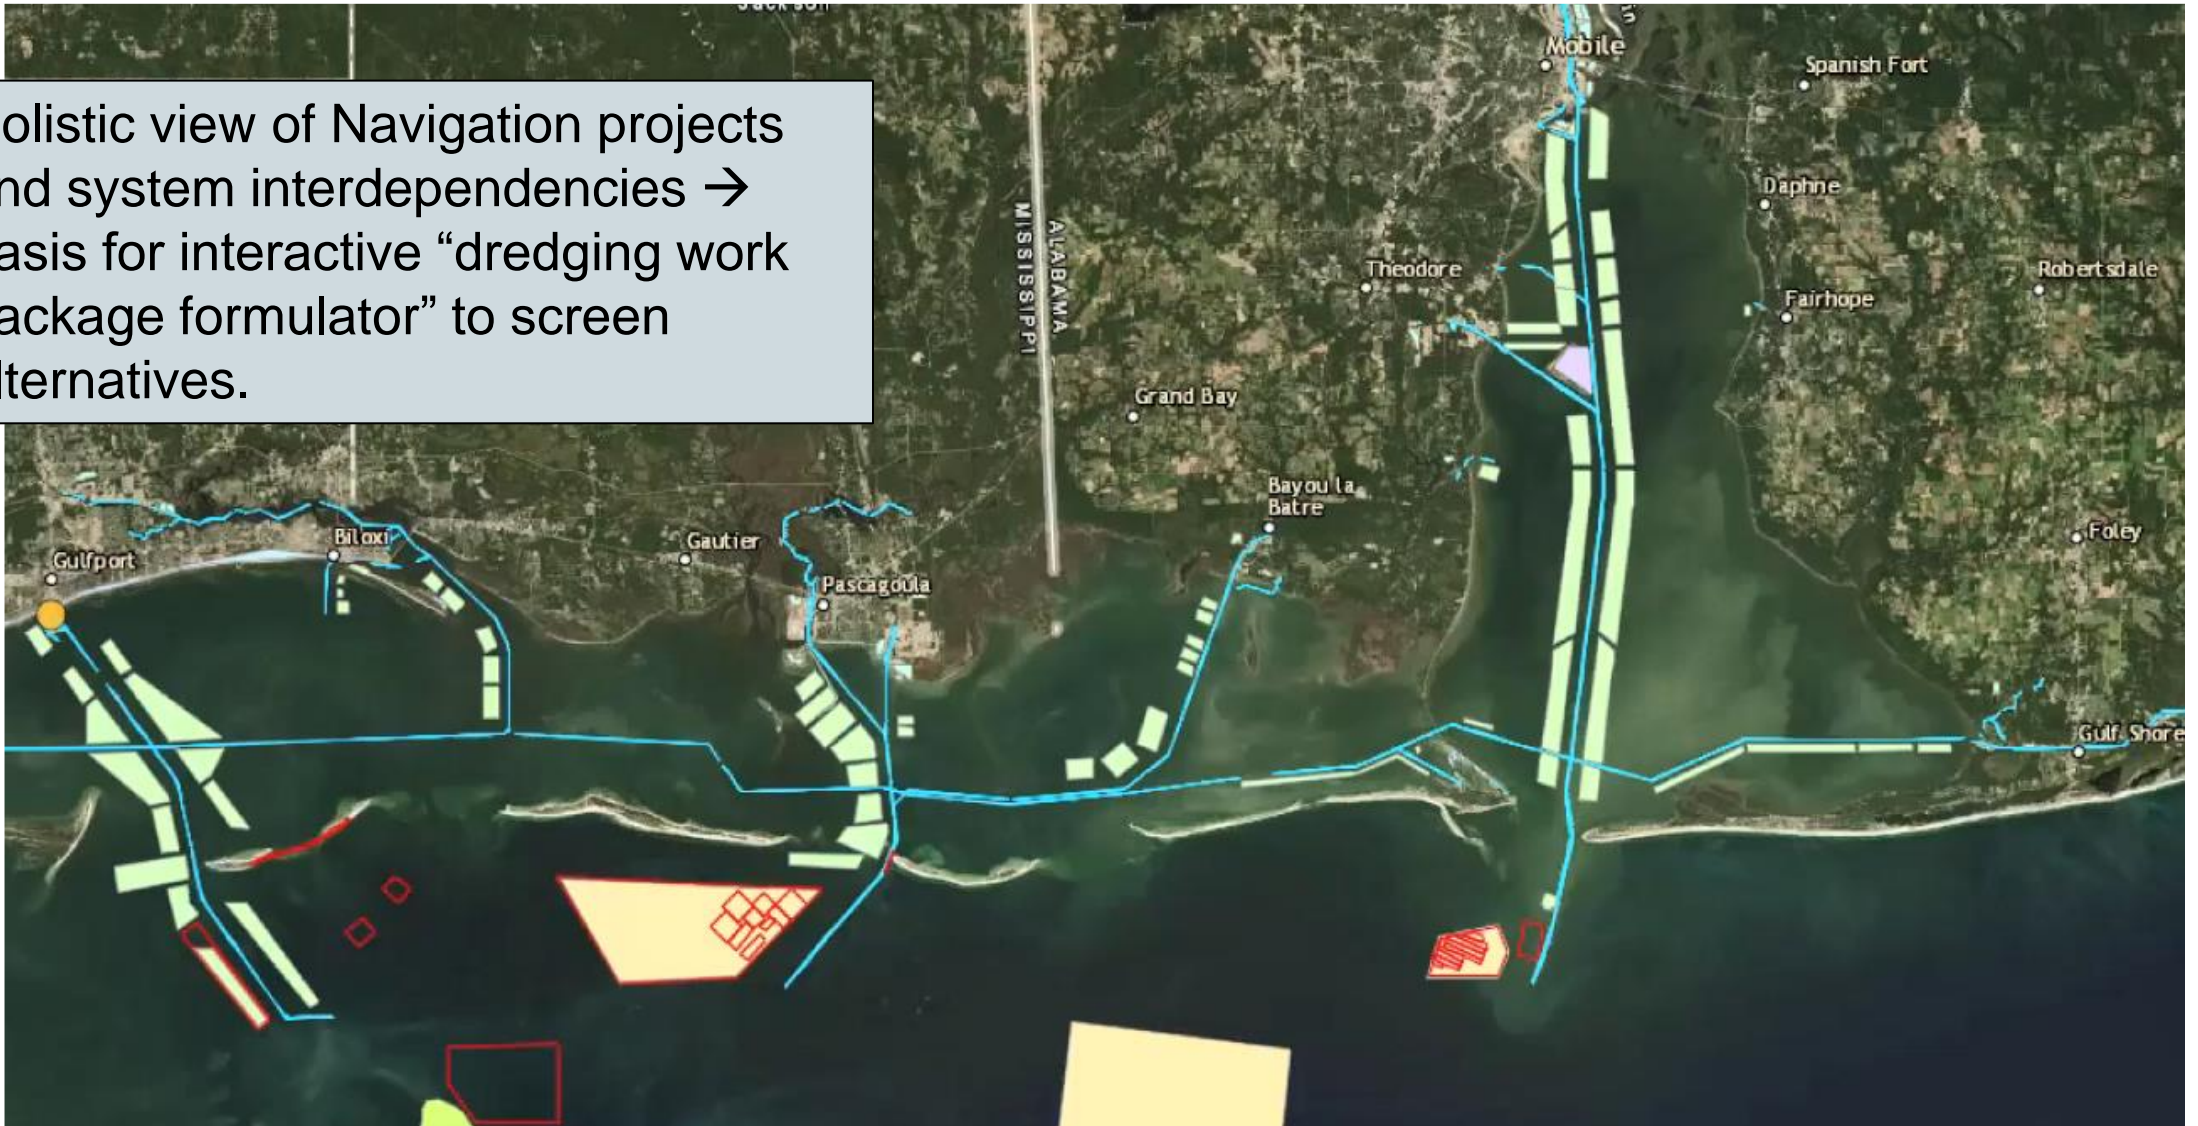 olistic view of Navigation projects
nd system interdependencies →
asis for interactive “dredging work
ackage formulator” to screen
lternatives.
Mobile
Spanish Fort
Daphne
Theodore
Robertsdale
Fairhope
MISSISSIPPI
ALABAMA
Grand Bay
Bayou la
Batre
Foley
Biloxi
Gautier
Gulfport
Pascagoula
Gulf Shore